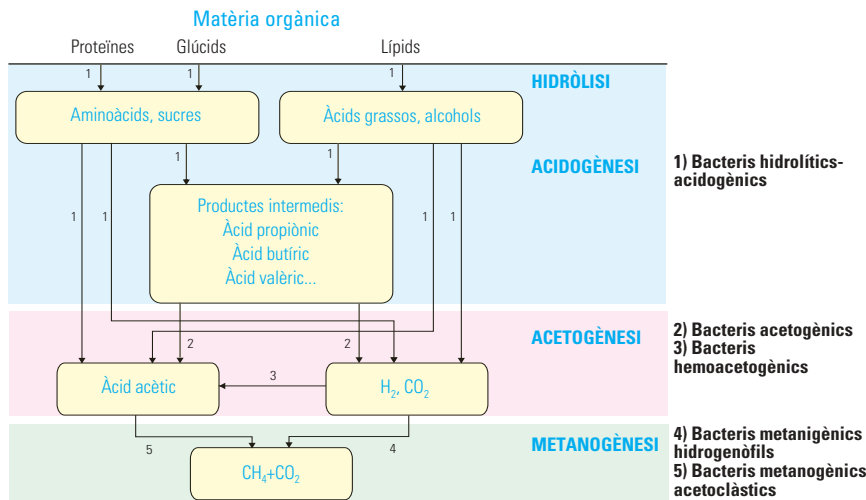 Matèria orgànica
Proteïnes
Glúcids
Lípids
1
1
1
HIDRÒLISI
Aminoàcids, sucres
Àcids grassos, alcohols
1
1
ACIDOGÈNESI
1) Bacteris hidrolítics-
acidogènics
1
1
1
1
Productes intermedis:
Àcid propiònic
Àcid butíric
Àcid valèric...
2
2
ACETOGÈNESI
2) Bacteris acetogènics
3) Bacteris
hemoacetogènics
Àcid acètic
3
H₂, CO₂
5
4
METANOGÈNESI
4) Bacteris metanigènics
hidrogenòfils
5) Bacteris metanogènics
acetoclàstics
CH₄+CO₂